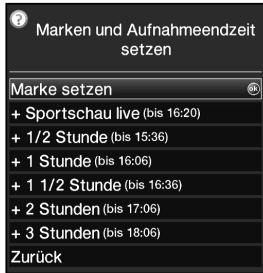 ?
Marken und Aufnahmeendzeit
setzen
Marke setzen ok
+ Sportschau live (bis 16:20)
+ 1/2 Stunde (bis 15:36)
+ 1 Stunde (bis 16:06)
+ 1 1/2 Stunde (bis 16:36)
+ 2 Stunden (bis 17:06)
+ 3 Stunden (bis 18:06)
Zurück